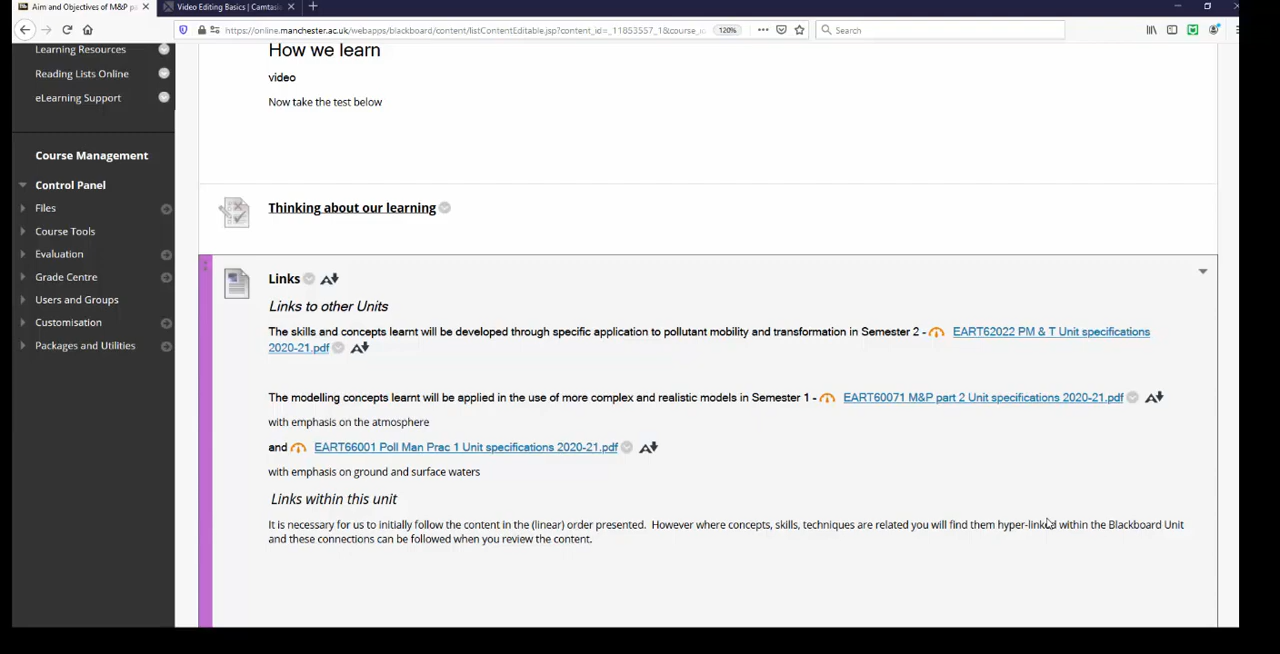 Aim and Objectives of M&P pa
Video Editing Basics | Camtasia
https://online.manchester.ac.uk/webapps/blackboard/content/listContentEditable.jsp?content_id=_11853557_1&course_ic
120%
Search
Learning Resources
Reading Lists Online
eLearning Support
Course Management
Control Panel
Files
Course Tools
Evaluation
Grade Centre
Users and Groups
Customisation
Packages and Utilities
How we learn
video
Now take the test below
Thinking about our learning
Links
Links to other Units
The skills and concepts learnt will be developed through specific application to pollutant mobility and transformation in Semester 2 - EART62022 PM & T Unit specifications
2020-21.pdf
The modelling concepts learnt will be applied in the use of more complex and realistic models in Semester 1 - EART60071 M&P part 2 Unit specifications 2020-21.pdf
with emphasis on the atmosphere
and EART66001 Poll Man Prac 1 Unit specifications 2020-21.pdf
with emphasis on ground and surface waters
Links within this unit
It is necessary for us to initially follow the content in the (linear) order presented. However where concepts, skills, techniques are related you will find them hyper-linked within the Blackboard Unit
and these connections can be followed when you review the content.